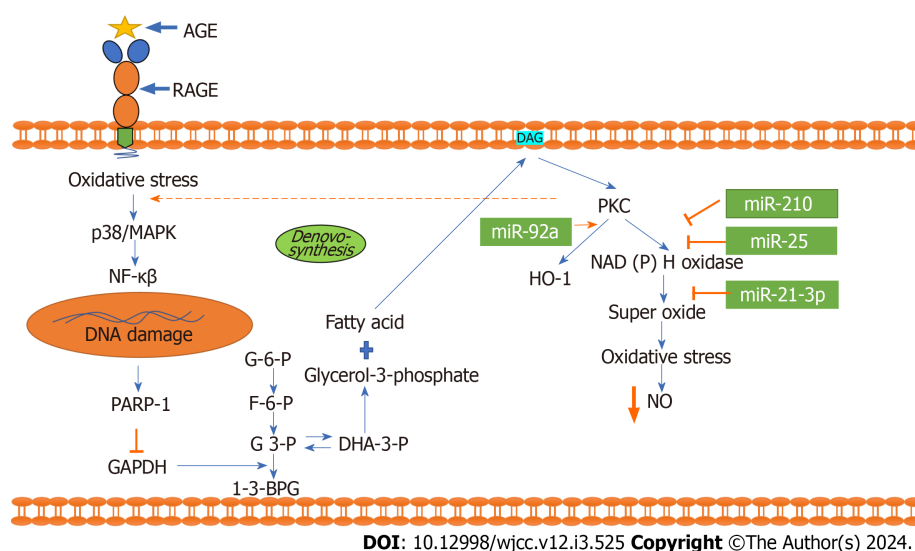 AGE
RAGE
DAG
Oxidative stress
p38/MAPK
NF-κβ
DNA damage
PARP-1
GAPDH
Denovo-
synthesis
G-6-P
F-6-P
G 3-P
1-3-BPG
DHA-3-P
Fatty acid
Glycerol-3-phosphate
PKC
miR-92a
HO-1
NAD (P) H oxidase
miR-210
miR-25
miR-21-3p
Super oxide
Oxidative stress
NO
DOI: 10.12998/wjcc.v12.i3.525 Copyright ©The Author(s) 2024.